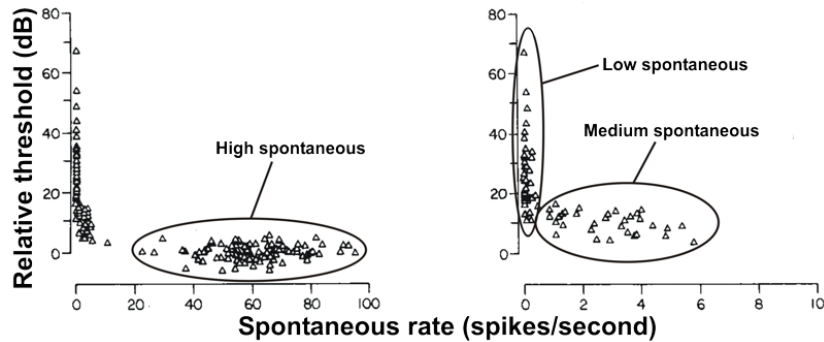 Relative threshold (dB)
80
60
40
20
0
High spontaneous
0 20 40 60 80 100
80
60
40
20
0
Low spontaneous
Medium spontaneous
0 2 4 6 8 10
Spontaneous rate (spikes/second)